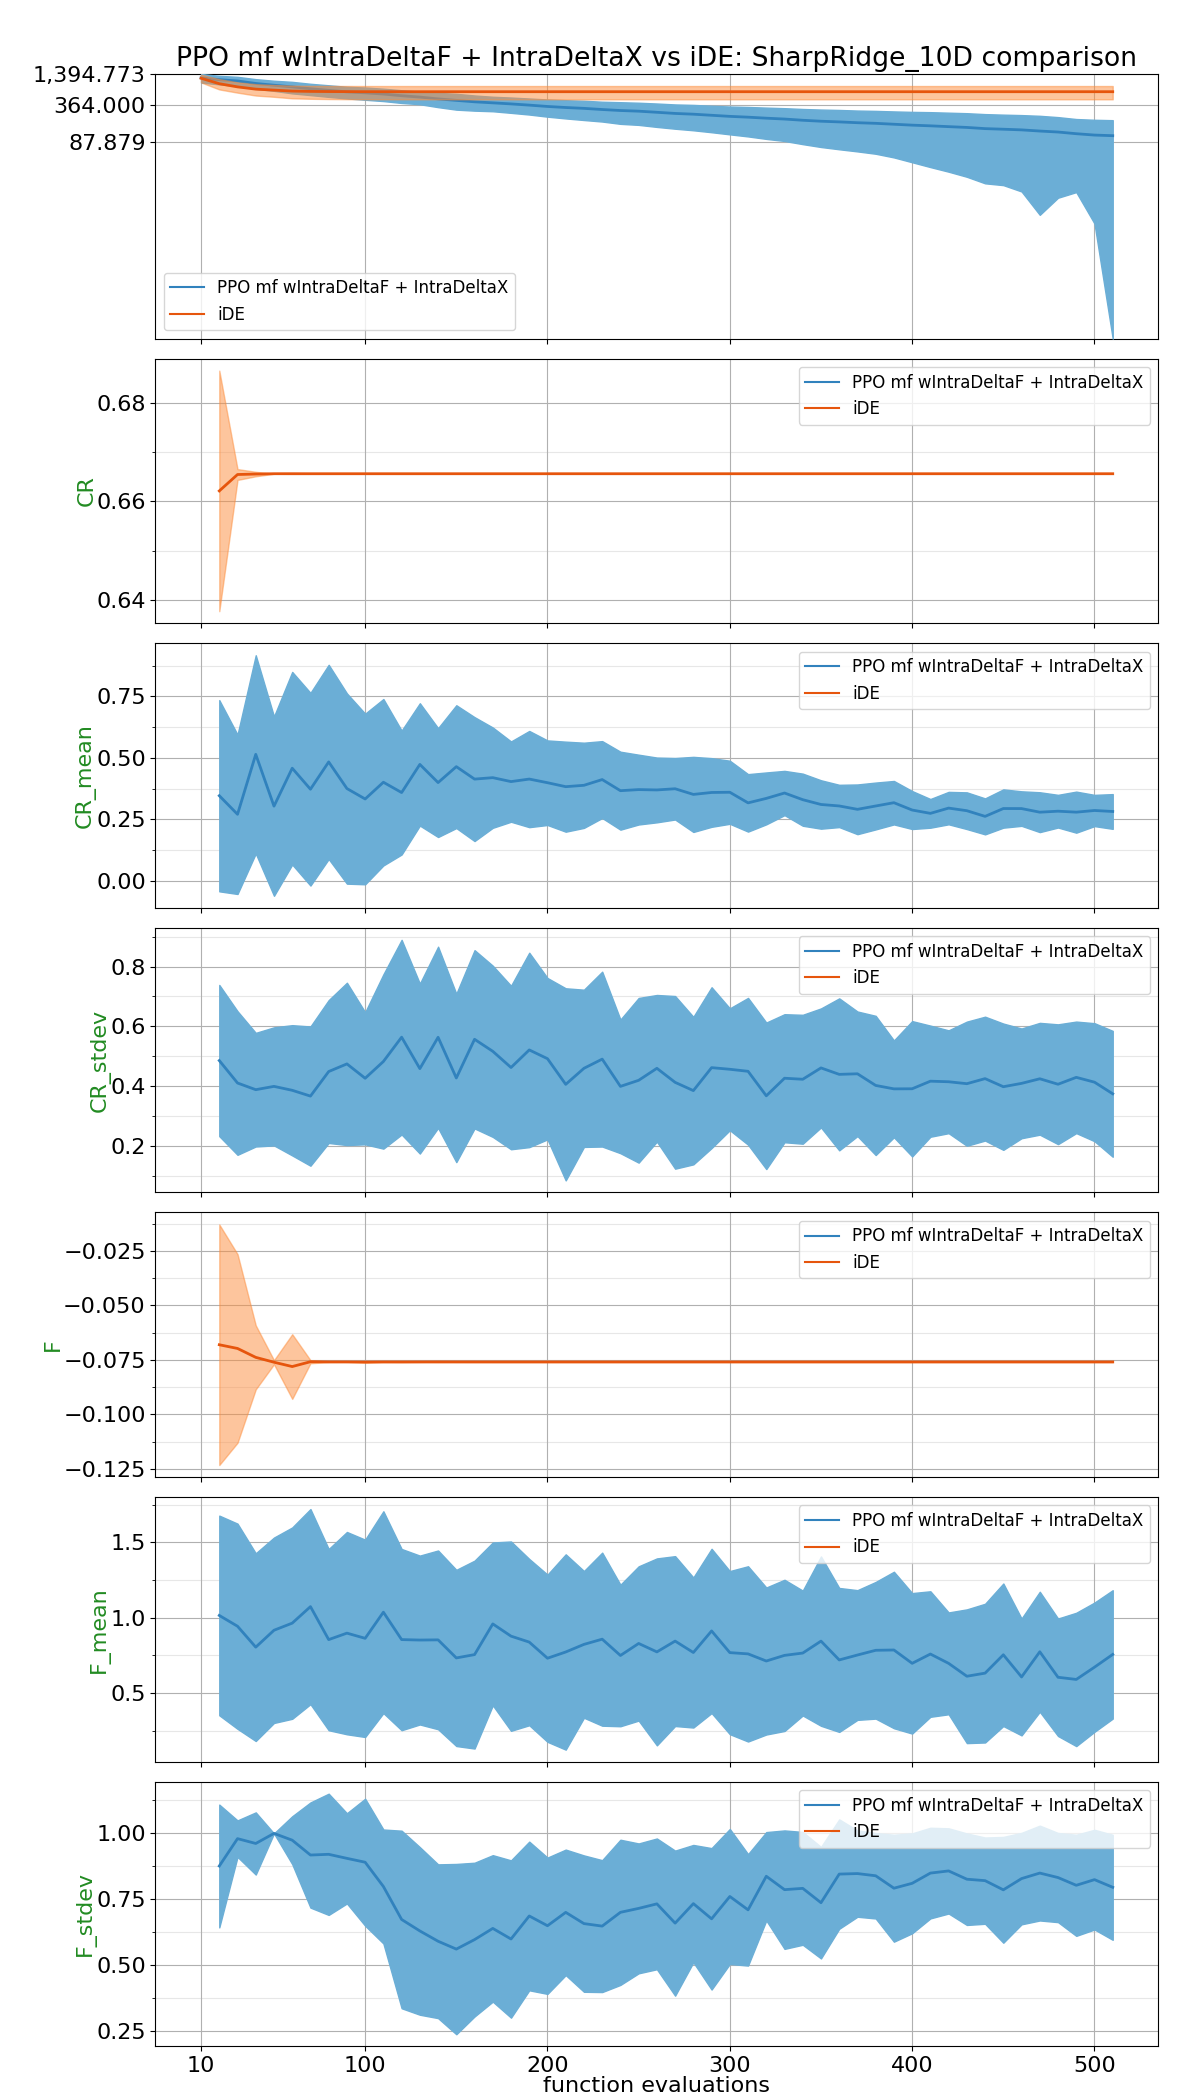 PPO mf wIntraDeltaF + IntraDeltaX vs iDE: SharpRidge_10D comparison
1,394.773
364.000
87.879
PPO mf wIntraDeltaF + IntraDeltaX
iDE
CR
0.68
0.66
0.64
PPO mf wIntraDeltaF + IntraDeltaX
iDE
CR_mean
0.75
0.50
0.25
0.00
PPO mf wIntraDeltaF + IntraDeltaX
iDE
CR_stdev
0.8
0.6
0.4
0.2
PPO mf wIntraDeltaF + IntraDeltaX
iDE
F
−0.025
−0.050
−0.075
−0.100
−0.125
PPO mf wIntraDeltaF + IntraDeltaX
iDE
F_mean
1.5
1.0
0.5
PPO mf wIntraDeltaF + IntraDeltaX
iDE
F_stdev
1.00
0.75
0.50
0.25
PPO mf wIntraDeltaF + IntraDeltaX
iDE
10 100 200 300 400 500
function evaluations